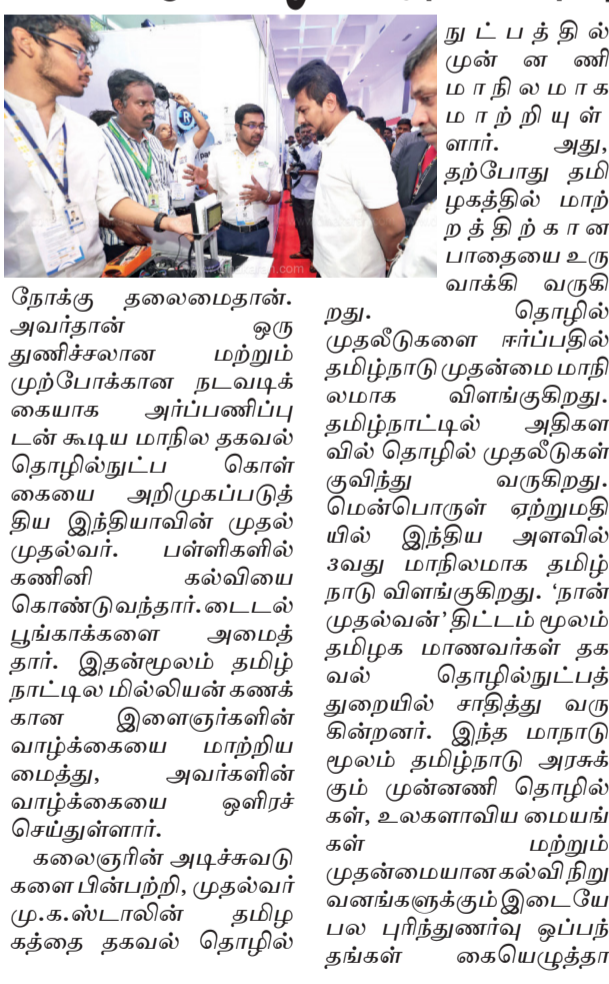 நோக்கு தலைமைதான்.
அவர்தான் ஒரு
துணிச்சலான மற்றும்
முற்போக்கான நடவடிக்
கையாக அர்ப்பணிப்பு
டன் கூடிய மாநில தகவல்
தொழில்நுட்ப கொள்
கையை அறிமுகப்படுத்
திய இந்தியாவின் முதல்
முதல்வர். பள்ளிகளில்
கணினி கல்வியை
கொண்டுவந்தார். டைடல்
பூங்காக்களை அமைத்
தார். இதன்மூலம் தமிழ்
நாட்டில மில்லியன் கணக்
கான இளைஞர்களின்
வாழ்க்கையை மாற்றிய
மைத்து, அவர்களின்
வாழ்க்கையை ஒளிரச்
செய்துள்ளார்.
கலைஞரின் அடிச்சுவடு
களை பின்பற்றி, முதல்வர்
மு.க.ஸ்டாலின் தமிழ
கத்தை தகவல் தொழில்
நுட்பத்தில்
முன்னணி
மாநிலமாக
மாற்றியுள்
ளார். அது,
தற்போது தமி
ழகத்தில் மாற்
றத்திற்கான
பாதையை உரு
வாக்கி வருகி
றது. தொழில்
முதலீடுகளை ஈர்ப்பதில்
தமிழ்நாடு முதன்மை மாநி
லமாக விளங்குகிறது.
தமிழ்நாட்டில் அதிகள
வில் தொழில் முதலீடுகள்
குவிந்து வருகிறது.
மென்பொருள் ஏற்றுமதி
யில் இந்திய அளவில்
3வது மாநிலமாக தமிழ்
நாடு விளங்குகிறது. ‘நான்
முதல்வன்’ திட்டம் மூலம்
தமிழக மாணவர்கள் தக
வல் தொழில்நுட்பத்
துறையில் சாதித்து வரு
கின்றனர். இந்த மாநாடு
மூலம் தமிழ்நாடு அரசுக்
கும் முன்னணி தொழில்
கள், உலகளாவிய மையங்
கள் மற்றும்
முதன்மையான கல்வி நிறு
வனங்களுக்கும் இடையே
பல புரிந்துணர்வு ஒப்பந்
தங்கள் கையெழுத்தா